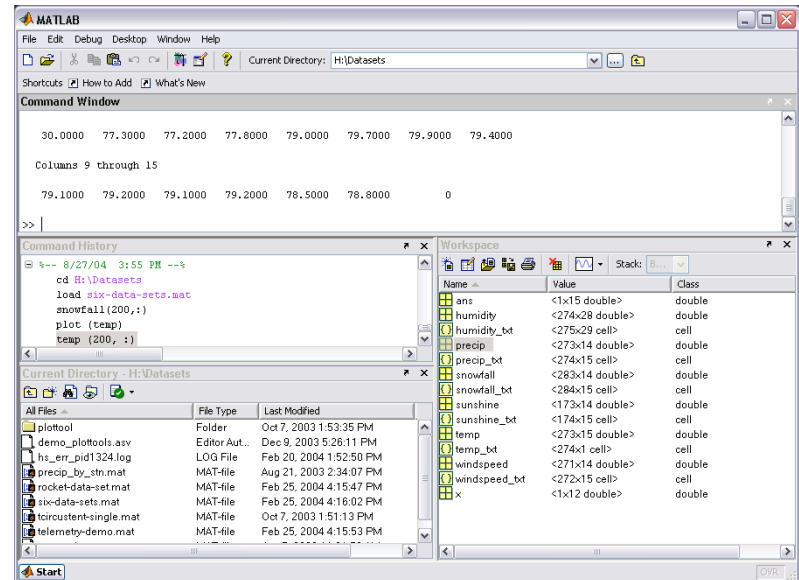 MATLAB
File Edit Debug Desktop Window Help
Current Directory: H:\Datasets
Shortcuts How to Add What's New
Command Window
30.0000 77.3000 77.2000 77.8000 79.0000 79.7000 79.9000 79.4000
Columns 9 through 15
79.1000 79.2000 79.1000 79.2000 78.5000 78.8000 0
>>
Command History
%-- 8/27/04 3:55 PM --%
cd H:\Datasets
load six-data-sets.mat
snowfall(200,:)
plot (temp)
temp (200, :)
Current Directory - H:\Datasets
All Files File Type Last Modified
plottool Folder Oct 7, 2003 1:53:35 PM
demo_plottools.asv Editor Aut... Dec 9, 2003 5:26:11 PM
hs_err_pid1324.log LOG File Feb 20, 2004 1:52:50 PM
precip_by_stn.mat MAT-file Aug 21, 2003 2:34:07 PM
rocket-data-set.mat MAT-file Feb 25, 2004 4:15:47 PM
six-data-sets.mat MAT-file Feb 25, 2004 4:16:02 PM
tcircustent-single.mat MAT-file Oct 7, 2003 1:51:13 PM
telemetry-demo.mat MAT-file Feb 25, 2004 4:15:53 PM
Workspace
Stack: B...
Name Value Class
ans <1x15 double> double
humidity <274x28 double> double
humidity_txt <275x29 cell> cell
precip <273x14 double> double
precip_txt <274x15 cell> cell
snowfall <283x14 double> double
snowfall_txt <284x15 cell> cell
sunshine <173x14 double> double
sunshine_txt <174x15 cell> cell
temp <273x15 double> double
temp_txt <274x1 cell> cell
windspeed <271x14 double> double
windspeed_txt <272x15 cell> cell
x <1x12 double> double
Start
OVR